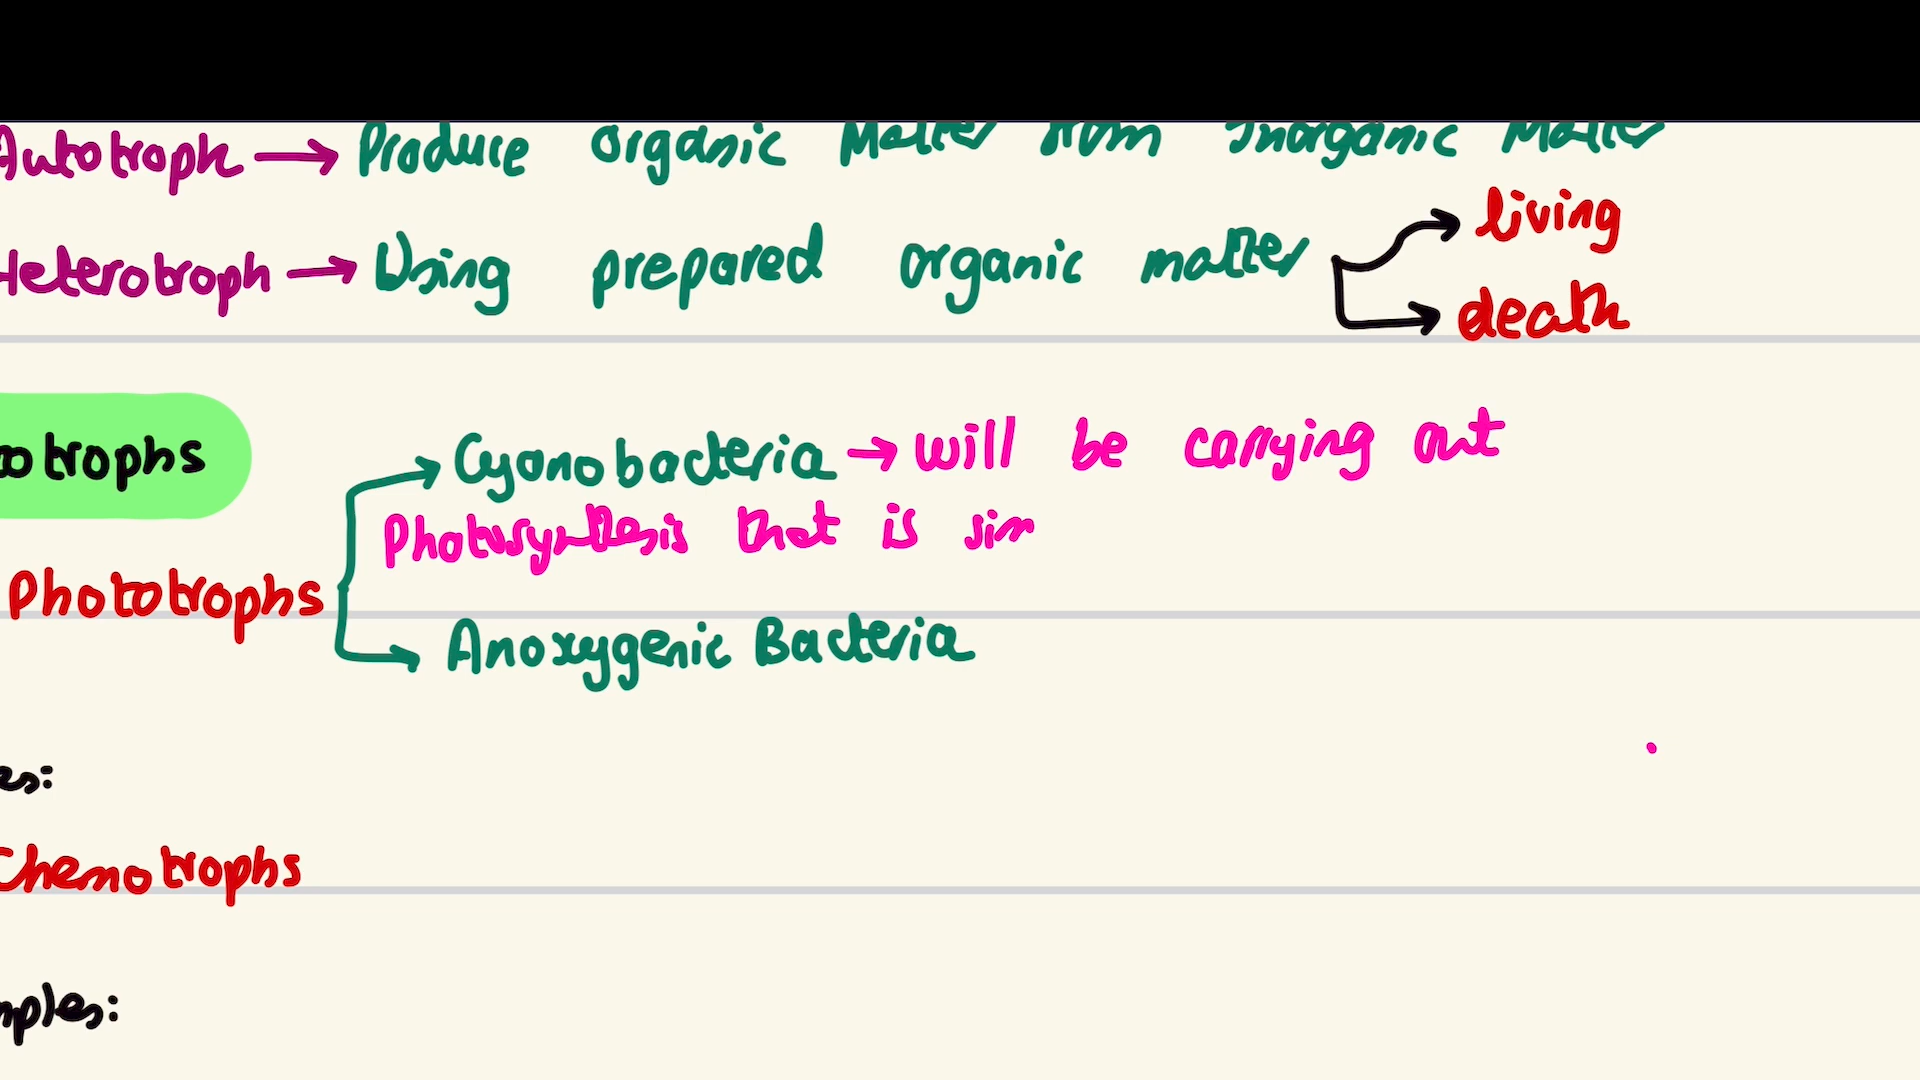 Autotroph → Produce organic Matter from Inorganic Matter
Heterotroph → Using prepared organic matter
living
death
otrophs
Cyanobacteria → will be carrying out
Photosynthesis that is sim
Phototrophs
Anoxygenic Bacteria
es:
Chemotrophs
mples: